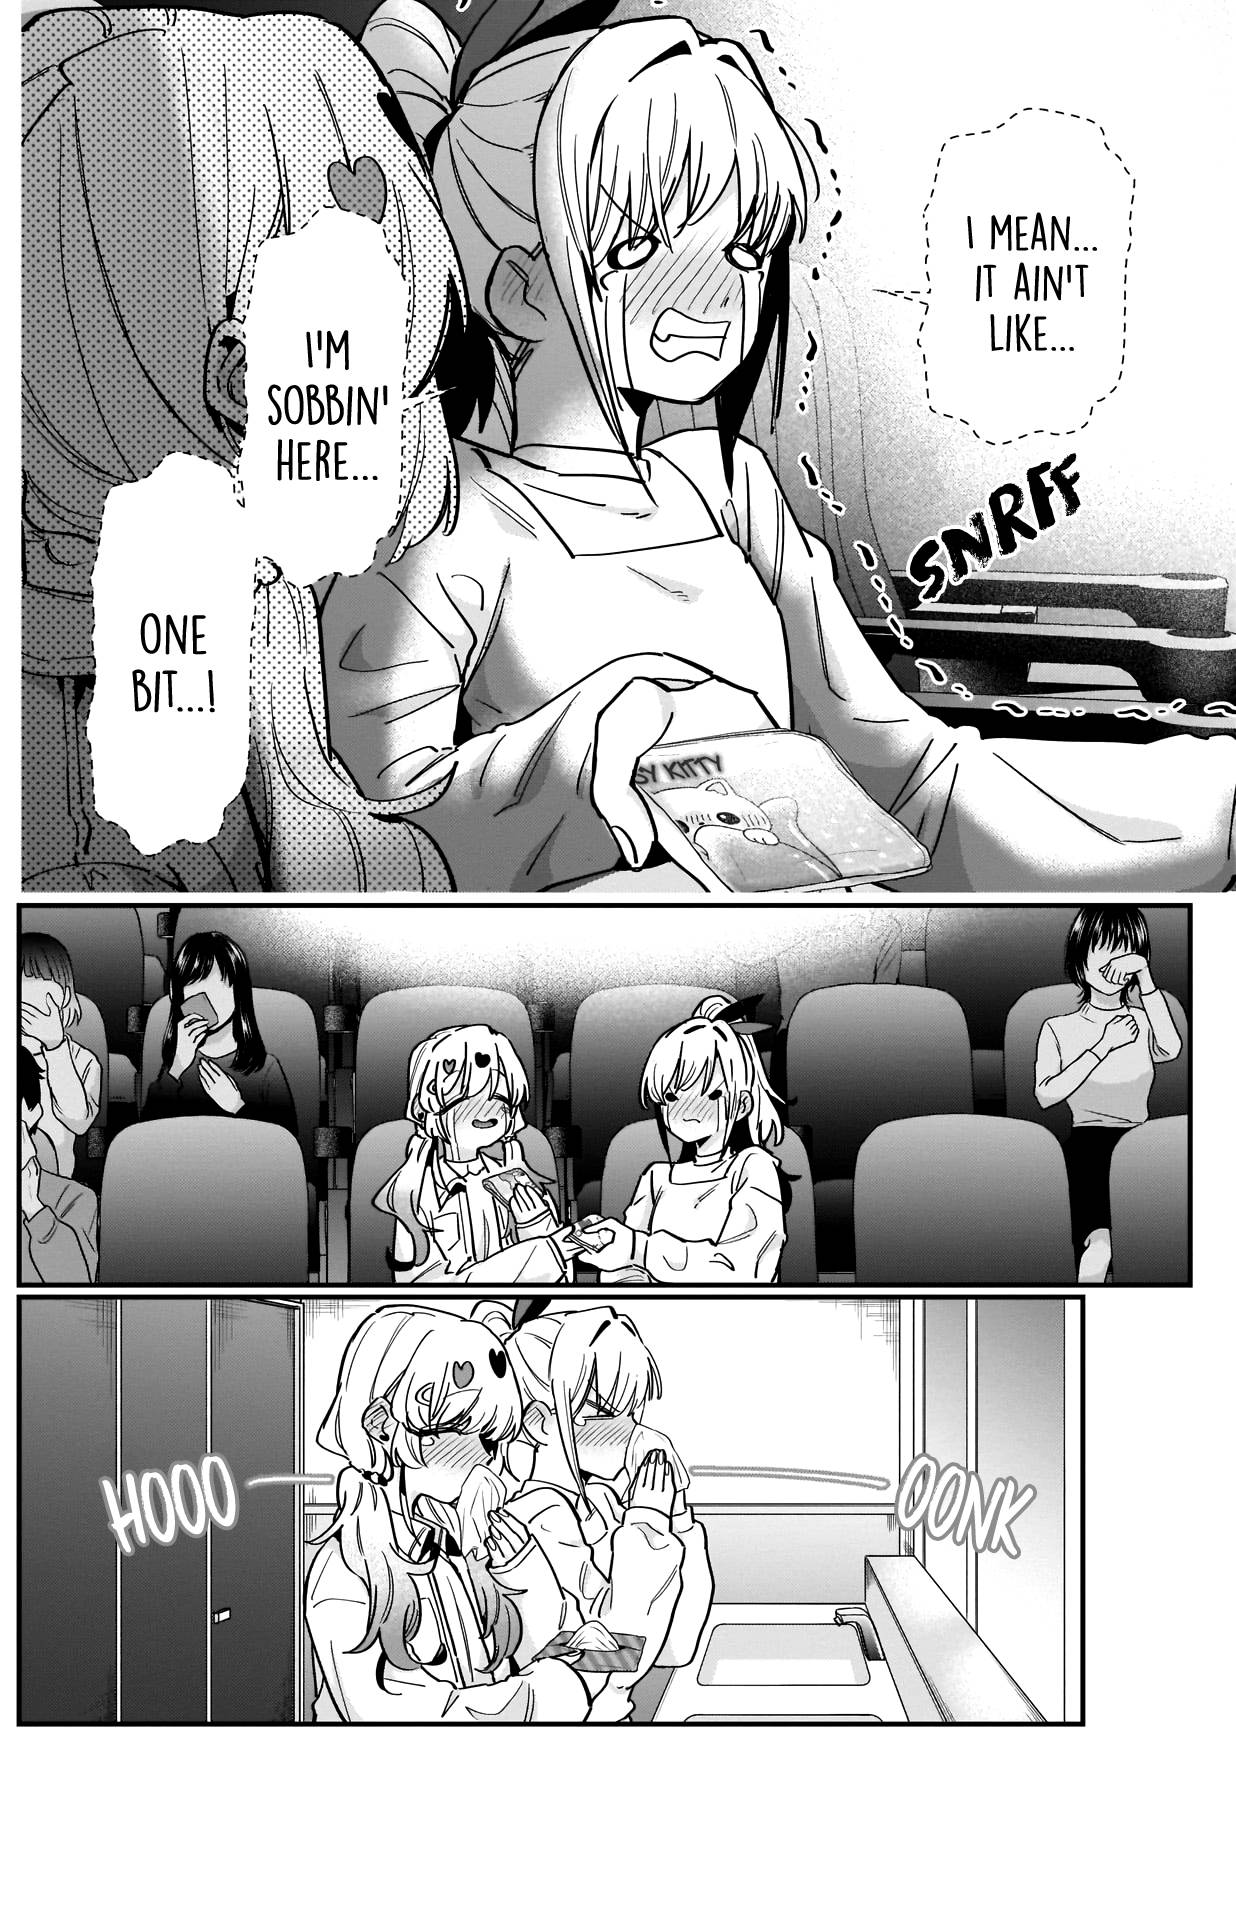 I MEAN...
IT AIN'T
LIKE...
I'M
SOBBIN'
HERE...
ONE
BIT...!
SNRFF
SY KITTY
HOOO
OONK